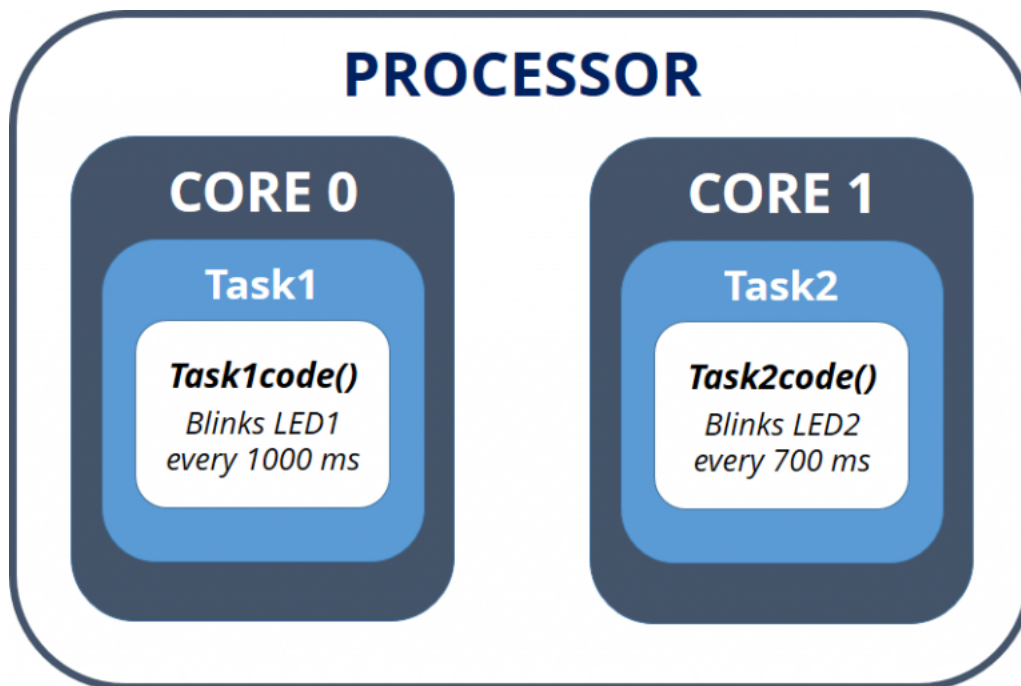 PROCESSOR
CORE 0
Task1
Task1code()
Blinks LED1
every 1000 ms
CORE 1
Task2
Task2code()
Blinks LED2
every 700 ms